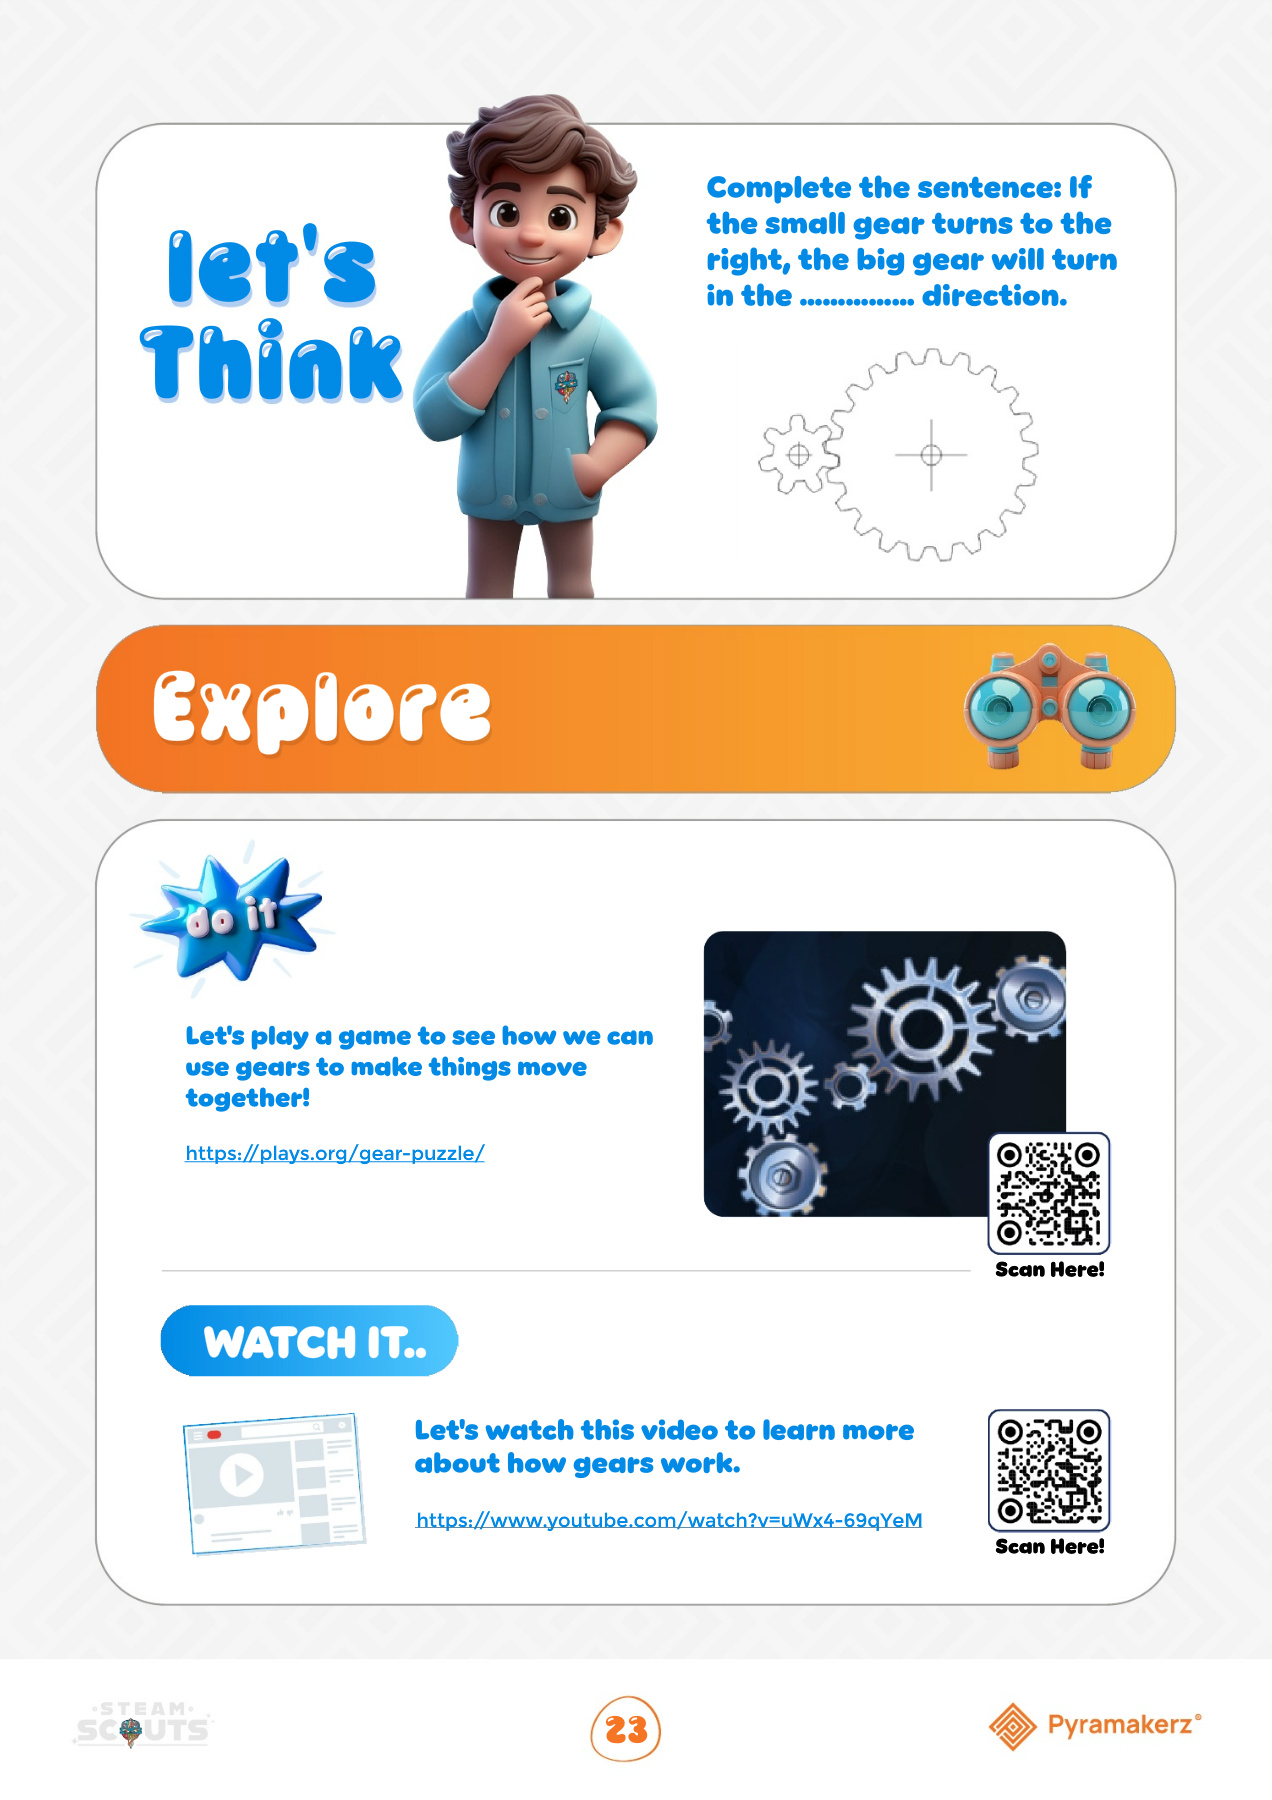 let's
Think
Complete the sentence: If
the small gear turns to the
right, the big gear will turn
in the ............... direction.
Explore
do it
Let's play a game to see how we can
use gears to make things move
together!
https://plays.org/gear-puzzle/
Scan Here!
WATCH IT..
Let's watch this video to learn more
about how gears work.
https://www.youtube.com/watch?v=uWx4-69qYeM
Scan Here!
STEAM
SCOUTS
23
Pyramakerz®